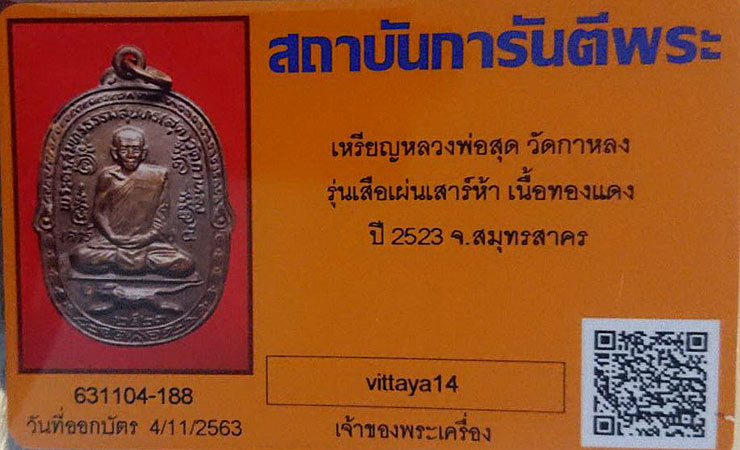 สถาบันการันตีพระ
เหรียญหลวงพ่อสุด วัดกาหลง
รุ่นเสือเผ่นเสาร์ห้า เนื้อทองแดง
ปี 2523 จ.สมุทรสาคร
631104-188
วันที่ออกบัตร 4/11/2563
vittaya14
เจ้าของพระเครื่อง